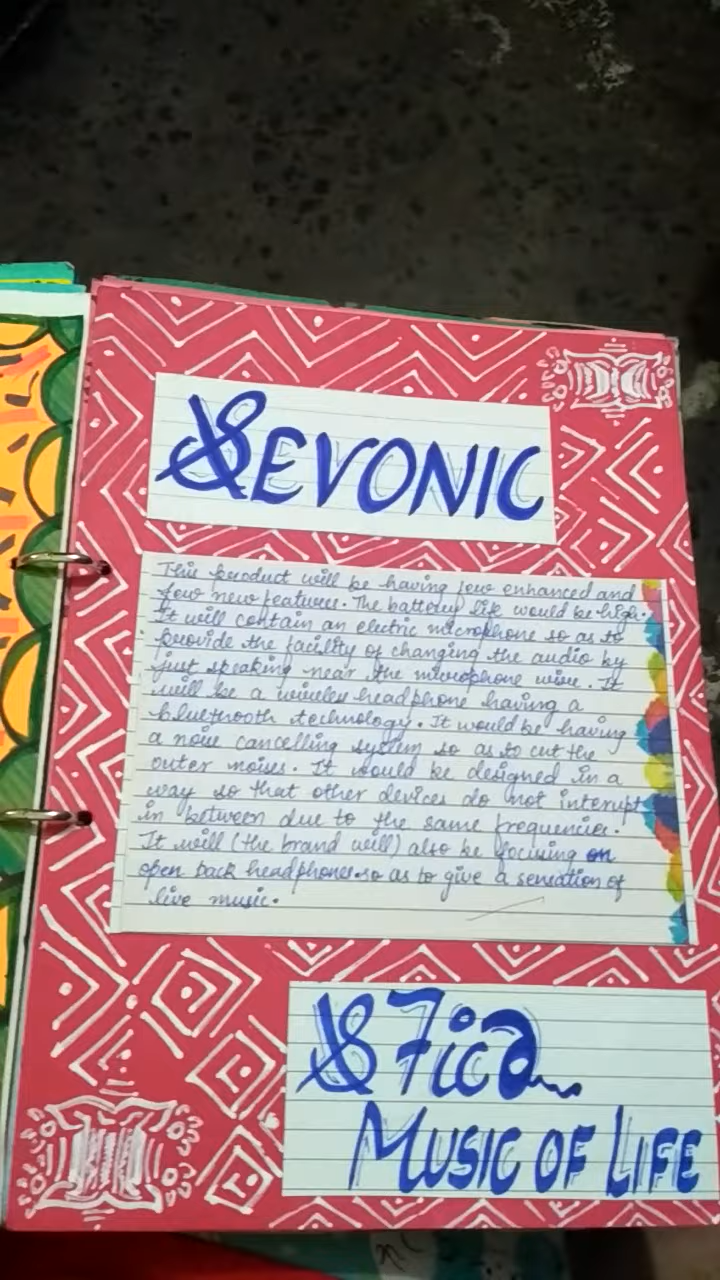 SEVONIC
This product will be having few enhanced and
few new features. The battery life would be high.
It will contain an electric microphone so as to
provide the facility of changing the audio by
just speaking near the microphone wire. It
will be a wireless headphone having a
bluethooth technology. It would be having
a noise cancelling system so as to cut the
outer noises. It would be designed in a
way so that other devices do not interrupt
in between due to the same frequencies.
It will (the brand will) also be focusing on
open back headphones.so as to give a sensation of
live music.
MUSIC OF LIFE